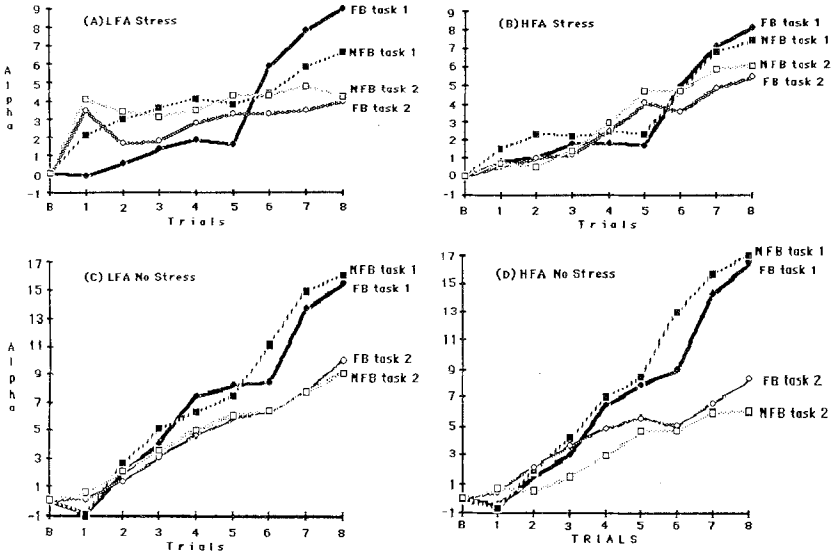 (A) LFA Stress
Alpha
9
8
7
6
5
4
3
2
1
0
-1
B 1 2 3 4 5 6 7 8
Trials
FB task 1
NFB task 1
NFB task 2
FB task 2
(B) HFA Stress
9
8
7
6
5
4
3
2
1
0
-1
B 1 2 3 4 5 6 7 8
Trials
FB task 1
NFB task 1
NFB task 2
FB task 2
(C) LFA No Stress
Alpha
17
15
13
11
9
7
5
3
1
-1
B 1 2 3 4 5 6 7 8
Trials
NFB task 1
FB task 1
FB task 2
NFB task 2
(D) HFA No Stress
17
15
13
11
9
7
5
3
1
-1
B 1 2 3 4 5 6 7 8
TRIALS
NFB task 1
FB task 1
FB task 2
NFB task 2